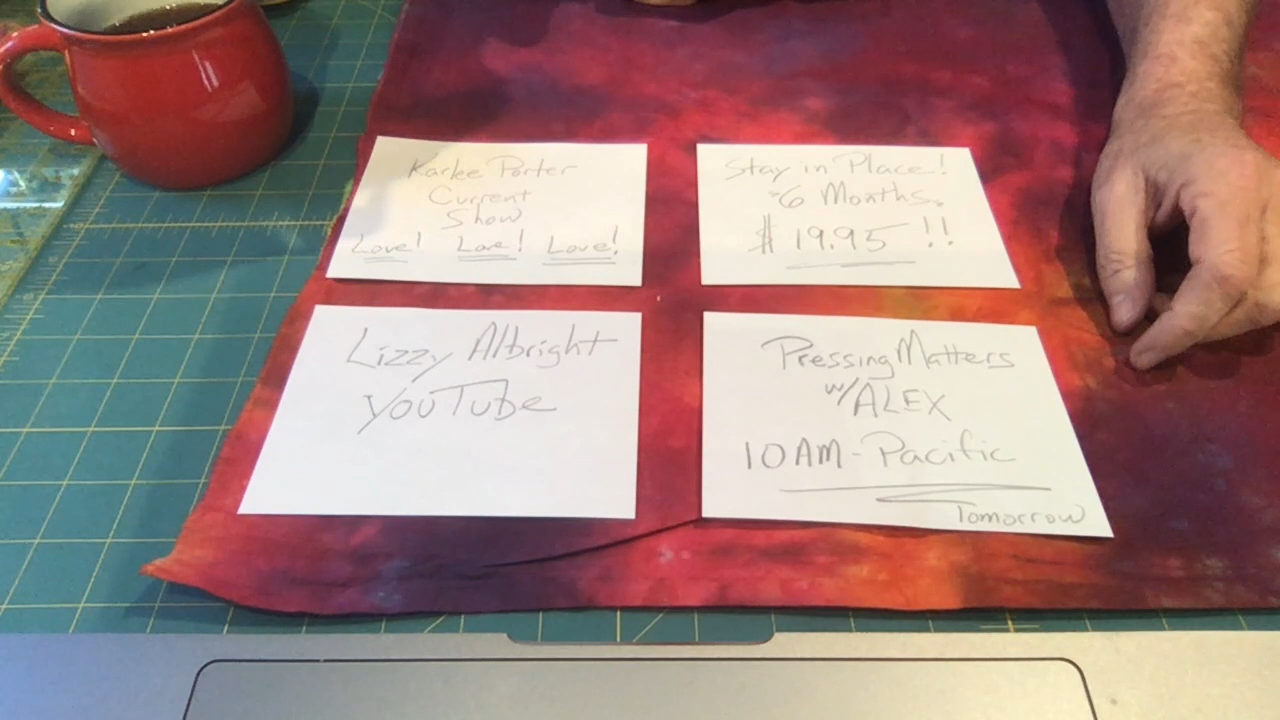 Karlee Porter
Current
Show
Love! Love! Love!
Stay in Place!
6 Months.
$19.95!!
Lizzy Albright
YouTube
Pressing Matters
w/ALEX
10AM - Pacific
Tomorrow